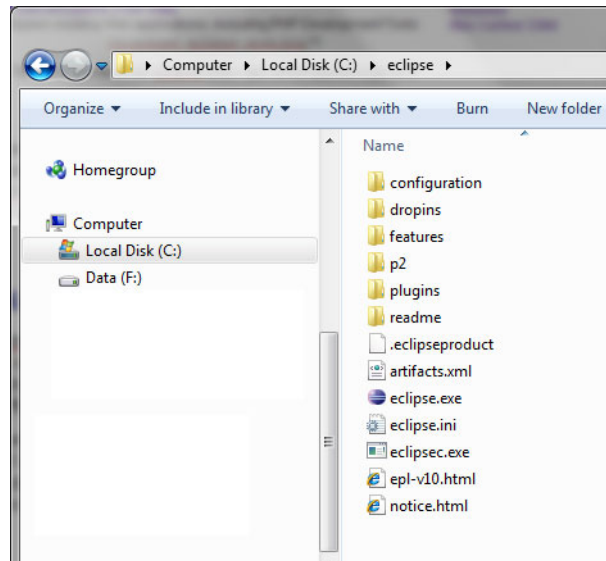 Computer Local Disk (C:) eclipse
Organize Include in library Share with Burn New folder
Name
Homegroup
Computer
Local Disk (C:)
Data (F:)
configuration
dropins
features
p2
plugins
readme
.eclipseproduct
artifacts.xml
eclipse.exe
eclipse.ini
eclipsec.exe
epl-v10.html
notice.html